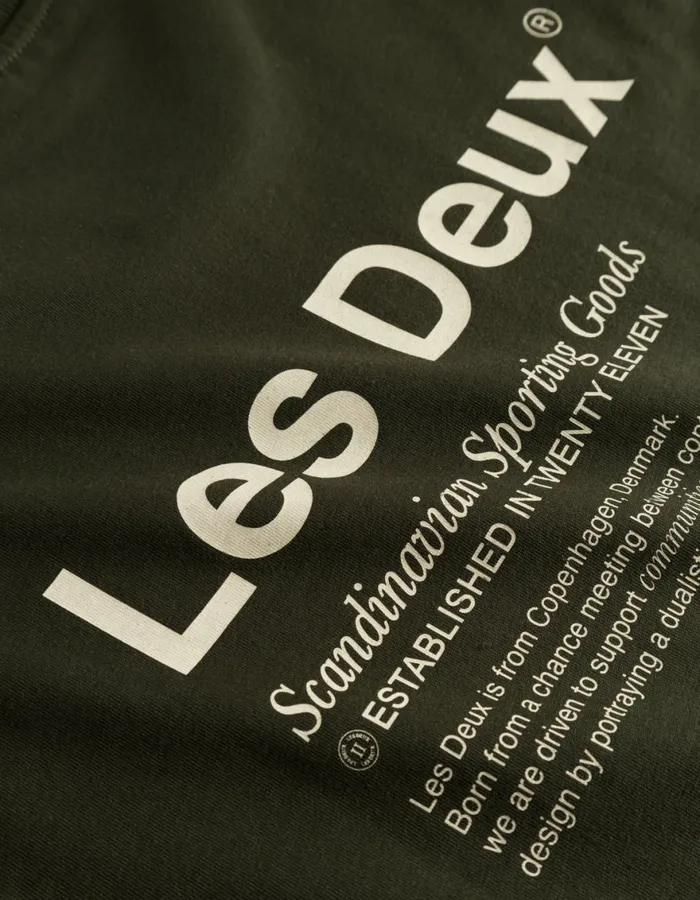 Les Deux®
Scandinavian Sporting Goods
II ESTABLISHED IN TWENTY ELEVEN
Les Deux is from Copenhagen, Denmark.
Born from a chance meeting between
we are driven to support
design by portraying a